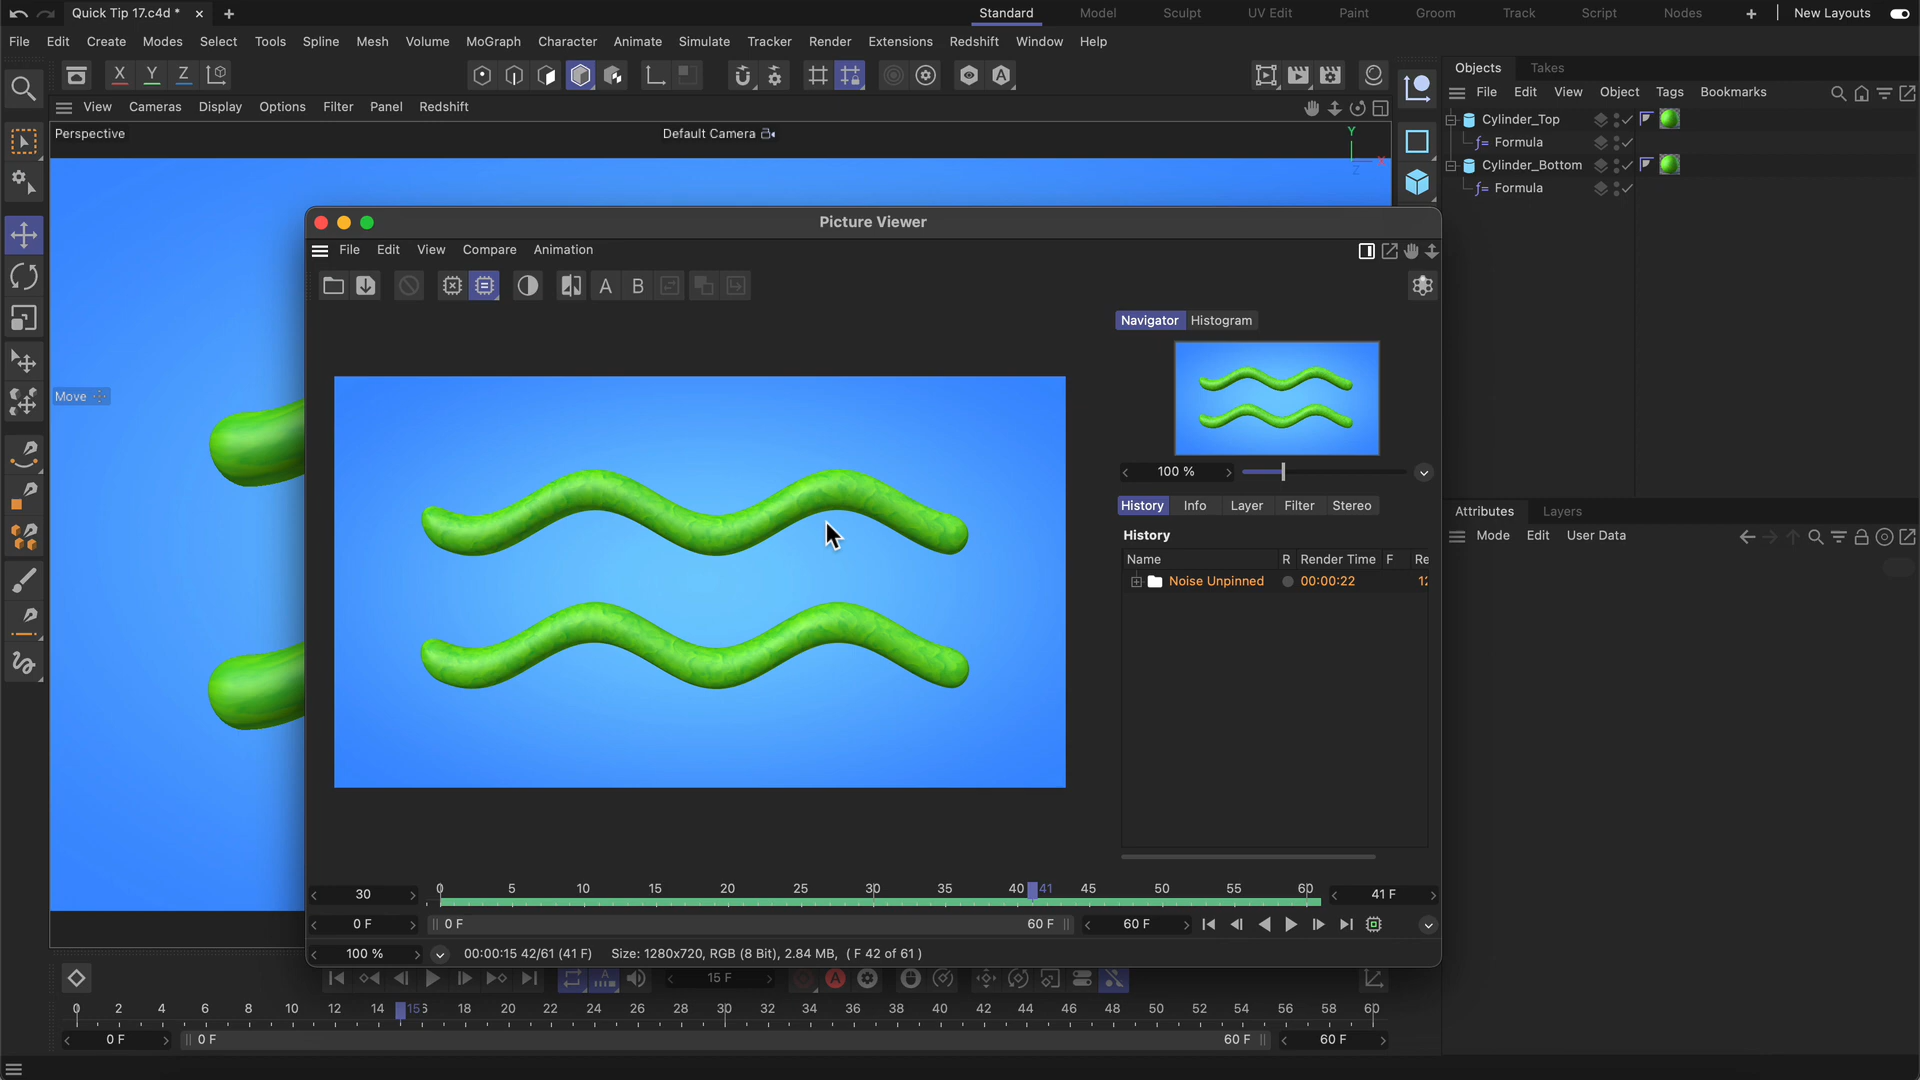 Quick Tip 17.c4d *
Standard Model Sculpt UV Edit Paint Groom Track Script Nodes New Layouts
File Edit Create Modes Select Tools Spline Mesh Volume MoGraph Character Animate Simulate Tracker Render Extensions Redshift Window Help
X Y Z
Objects Takes
View Cameras Display Options Filter Panel Redshift
File Edit View Object Tags Bookmarks
Perspective
Default Camera
Y
X
Z
Cylinder_Top
Formula
Cylinder_Bottom
Formula
Picture Viewer
File Edit View Compare Animation
A B
Navigator Histogram
Move
100 %
History Info Layer Filter Stereo
History
Name R Render Time F Re
Noise Unpinned 00:00:22 12
Attributes Layers
Mode Edit User Data
30 0 5 10 15 20 25 30 35 40 41 45 50 55 60 41 F
0 F 0 F 60 F 60 F
100 % 00:00:15 42/61 (41 F) Size: 1280x720, RGB (8 Bit), 2.84 MB, ( F 42 of 61 )
15 F
0 2 4 6 8 10 12 14 15 18 20 22 24 26 28 30 32 34 36 38 40 42 44 46 48 50 52 54 56 58 60
0 F 0 F 60 F 60 F